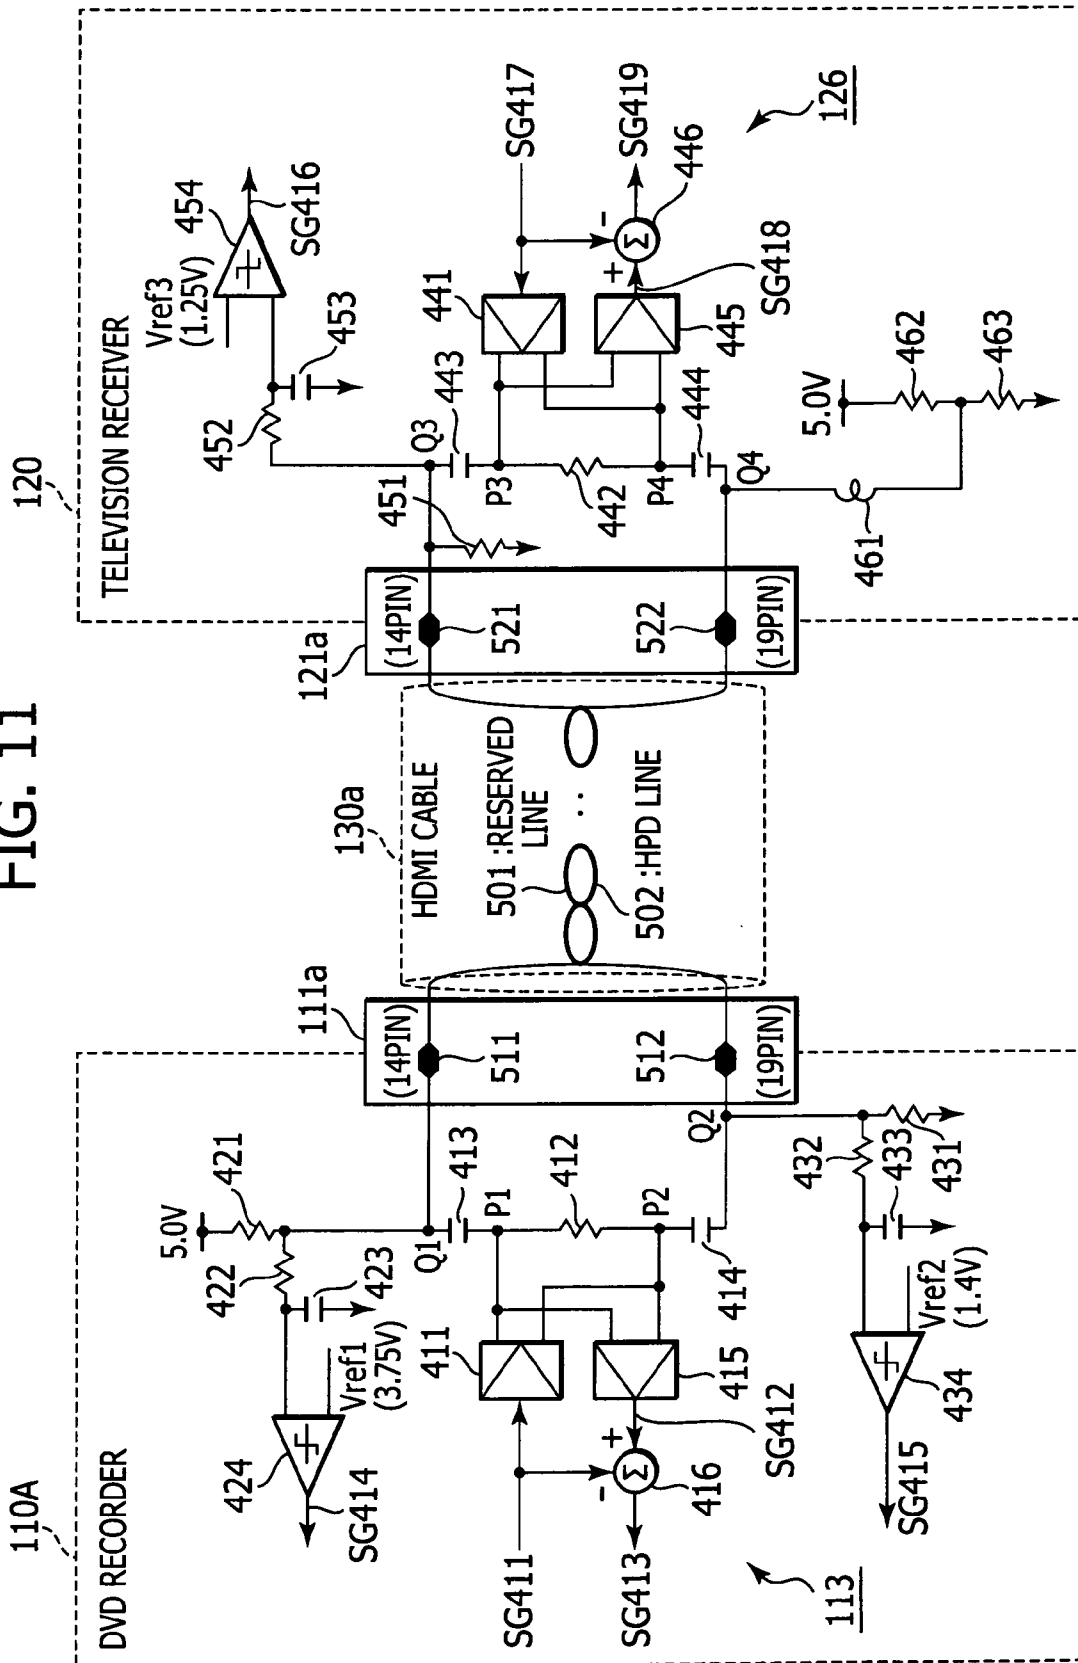 FIG. 11
110A
DVD RECORDER
5.0V
421
422
423
424
Vref1
(3.75V)
SG414
Q1
413
P1
411
412
P2
415
414
SG411
SG412
416
SG413
+
-
Σ
Q2
432
433
431
Vref2
(1.4V)
434
SG415
113
111a
(14PIN)
511
512
(19PIN)
130a
HDMI CABLE
501 :RESERVED
LINE
502 :HPD LINE
121a
(14PIN)
521
522
(19PIN)
120
TELEVISION RECEIVER
Vref3
(1.25V)
454
SG416
453
452
Q3
451
443
P3
441
442
P4
445
444
Q4
SG417
SG418
446
SG419
-
+
Σ
5.0V
462
463
461
126